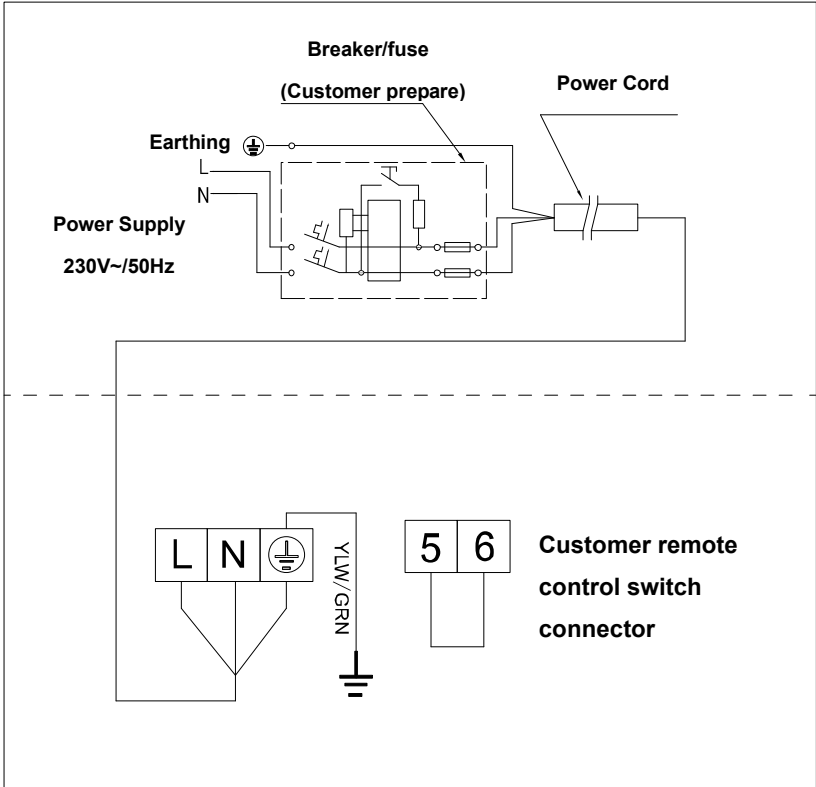 Breaker/fuse
(Customer prepare)
Power Cord
Earthing
L
N
Power Supply
230V~/50Hz
L N
YLW/GRN
5 6
Customer remote
control switch
connector